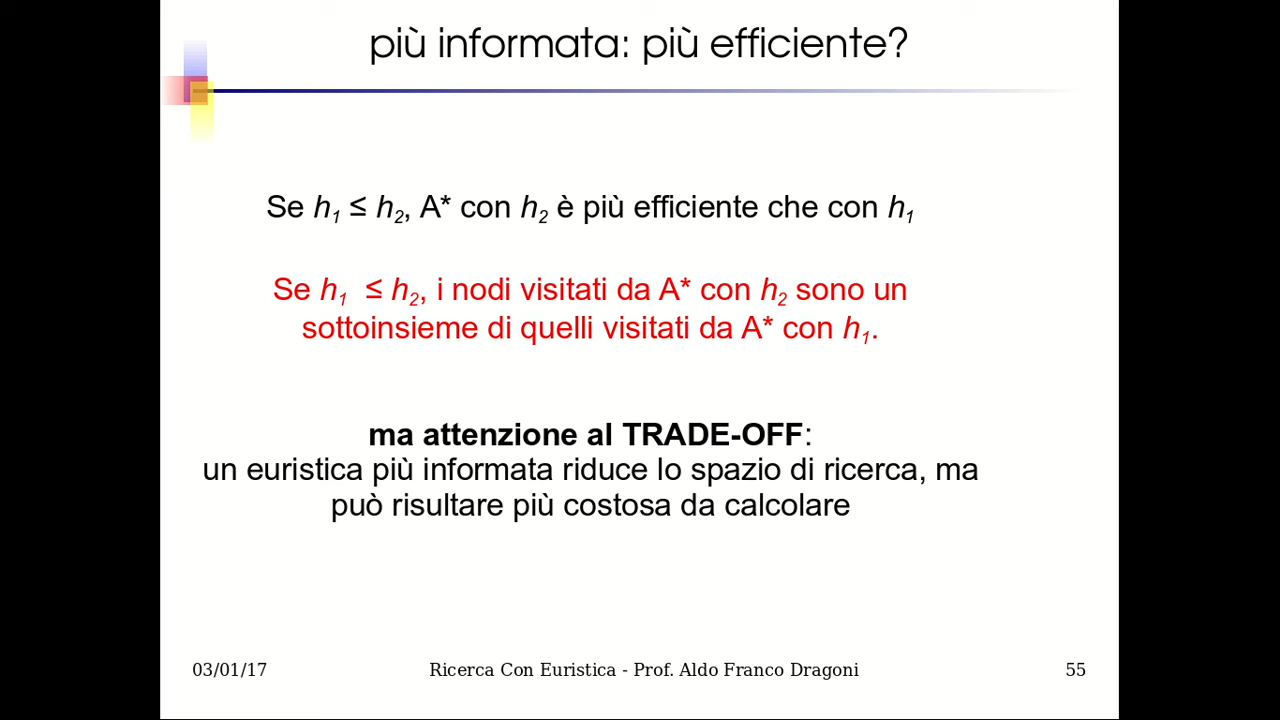 più informata: più efficiente?
Se h1 ≤ h2, A* con h2 è più efficiente che con h1
Se h1 ≤ h2, i nodi visitati da A* con h2 sono un
sottoinsieme di quelli visitati da A* con h1.
ma attenzione al TRADE-OFF:
un euristica più informata riduce lo spazio di ricerca, ma
può risultare più costosa da calcolare
03/01/17 Ricerca Con Euristica - Prof. Aldo Franco Dragoni 55